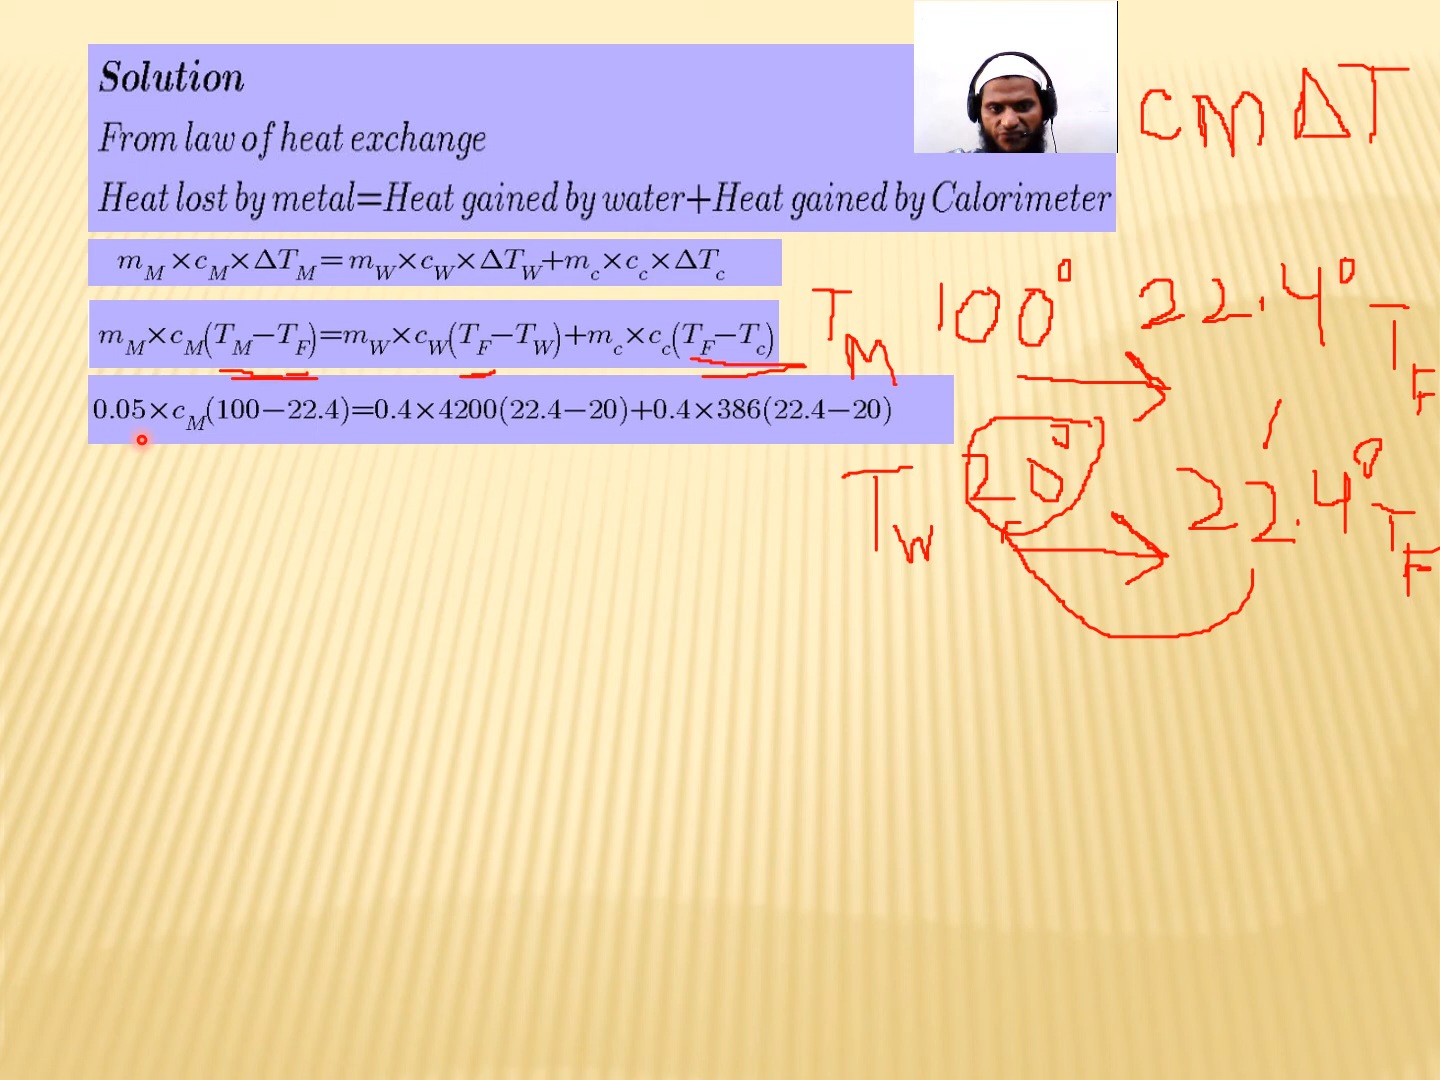 Solution
From law of heat exchange
Heat lost by metal=Heat gained by water+Heat gained by Calorimeter
m_M ×c_M×ΔT_M= m_W×c_W×ΔT_W+m_c×c_c×ΔT_c
m_M×c_M(T_M−T_F)=m_W×c_W(T_F−T_W)+m_c×c_c(T_F−T_c)
0.05×c_M(100−22.4)=0.4×4200(22.4−20)+0.4×386(22.4−20)
cm ΔT
T_M 100° 22.4° T_F
T_W 20° 22.4° T_F